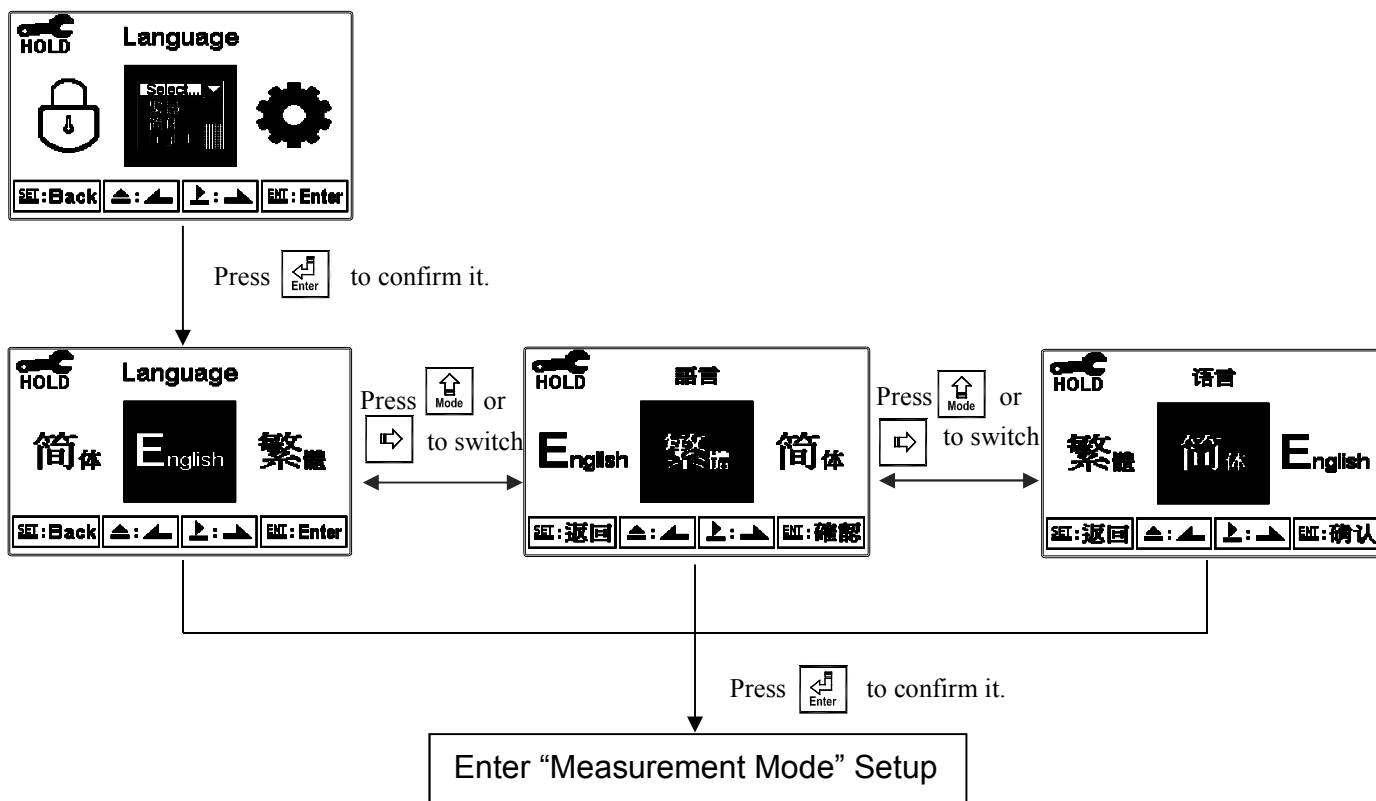 HOLD
Language
Select...
SET:Back
:
:
ENT:Enter
Press
Enter
to confirm it.
HOLD
Language
简体
English
繁體
SET:Back
:
:
ENT:Enter
Press
Mode
or
to switch
HOLD
語言
English
繁體
简体
SET:返回
:
:
ENT:確認
Press
Mode
or
to switch
HOLD
语言
繁體
简体
English
SET:返回
:
:
ENT:确认
Press
Enter
to confirm it.
Enter “Measurement Mode” Setup